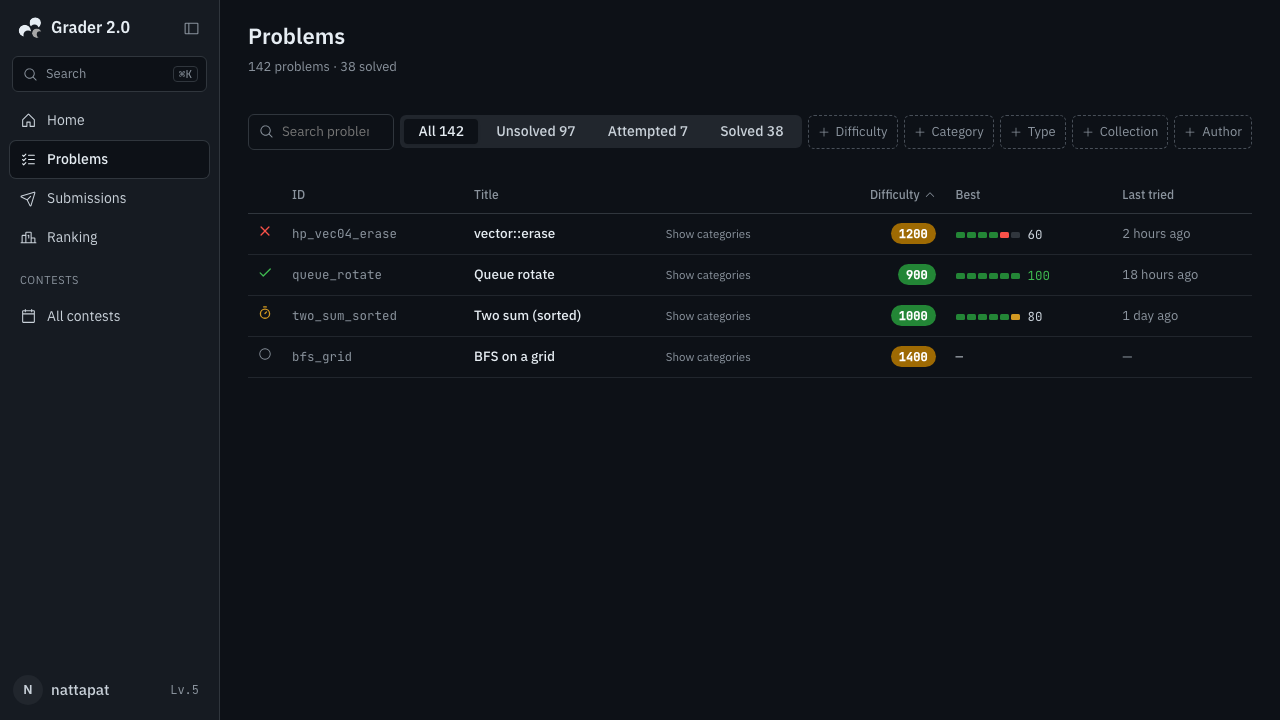 Grader 2.0
Search ⌘K
Home
Problems
Submissions
Ranking
CONTESTS
All contests
N nattapat Lv.5
Problems
142 problems · 38 solved
Search problem
All 142 Unsolved 97 Attempted 7 Solved 38 + Difficulty + Category + Type + Collection + Author
ID Title Difficulty Best Last tried
hp_vec04_erase vector::erase Show categories 1200 60 2 hours ago
queue_rotate Queue rotate Show categories 900 100 18 hours ago
two_sum_sorted Two sum (sorted) Show categories 1000 80 1 day ago
bfs_grid BFS on a grid Show categories 1400 — —